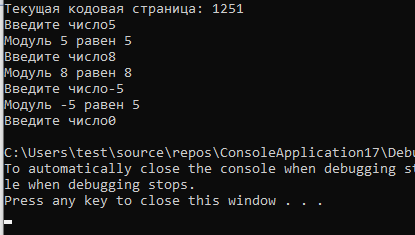 Текущая кодовая страница: 1251
Введите число5
Модуль 5 равен 5
Введите число8
Модуль 8 равен 8
Введите число-5
Модуль -5 равен 5
Введите число0
C:\Users\test\source\repos\ConsoleApplication17\Deb
To automatically close the console when debugging st
le when debugging stops.
Press any key to close this window . . .